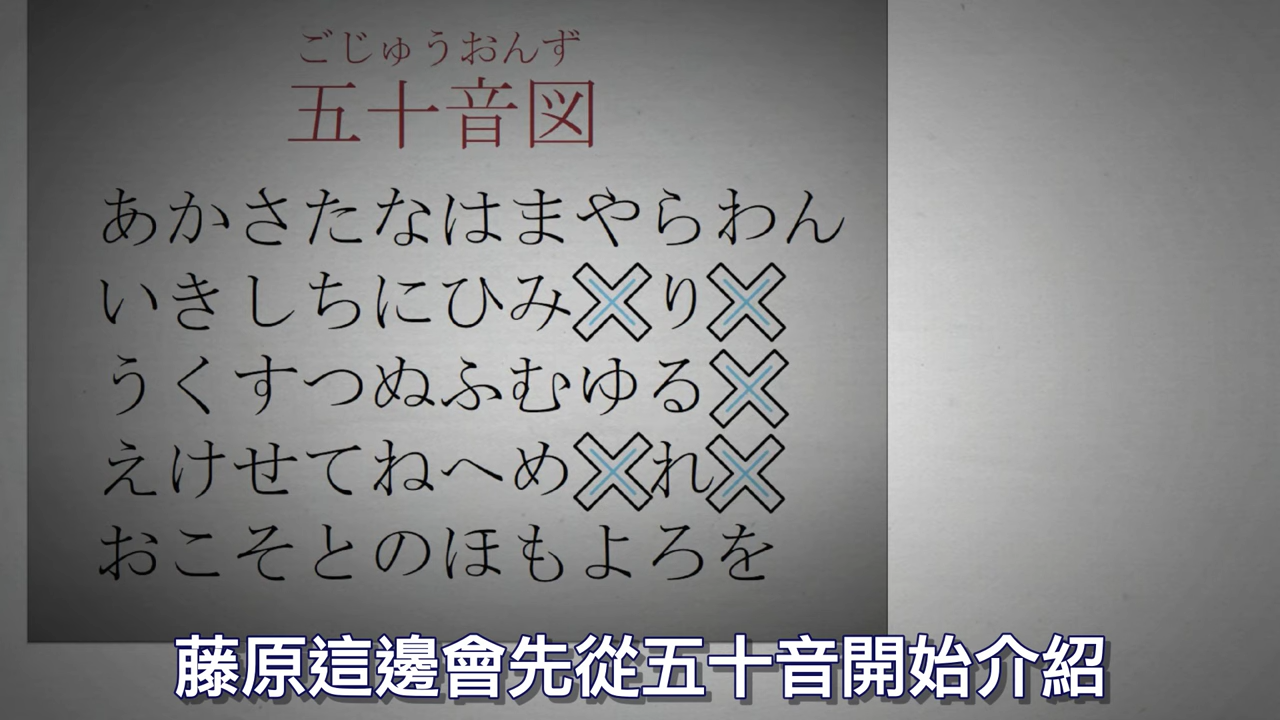 ごじゅうおんず
五十音図
あかさたなはまやらわん
いきしちにひみり
うくすつぬふむゆる
えけせてねへめれ
おこそとのほもよろを
藤原這邊會先從五十音開始介紹